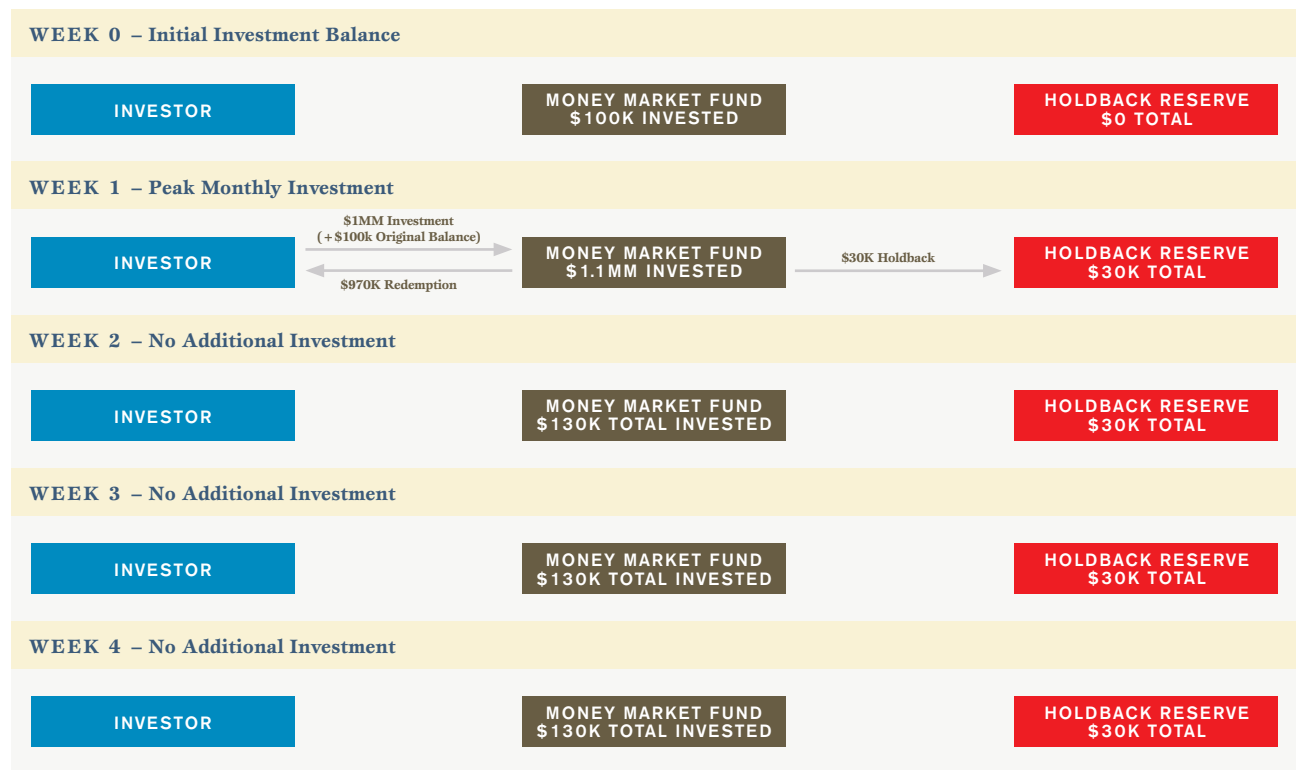 WEEK 0 – Initial Investment Balance
INVESTOR
MONEY MARKET FUND
$100K INVESTED
HOLDBACK RESERVE
$0 TOTAL
WEEK 1 – Peak Monthly Investment
INVESTOR
$1MM Investment
(+$100k Original Balance)
$970K Redemption
MONEY MARKET FUND
$1.1MM INVESTED
$30K Holdback
HOLDBACK RESERVE
$30K TOTAL
WEEK 2 – No Additional Investment
INVESTOR
MONEY MARKET FUND
$130K TOTAL INVESTED
HOLDBACK RESERVE
$30K TOTAL
WEEK 3 – No Additional Investment
INVESTOR
MONEY MARKET FUND
$130K TOTAL INVESTED
HOLDBACK RESERVE
$30K TOTAL
WEEK 4 – No Additional Investment
INVESTOR
MONEY MARKET FUND
$130K TOTAL INVESTED
HOLDBACK RESERVE
$30K TOTAL